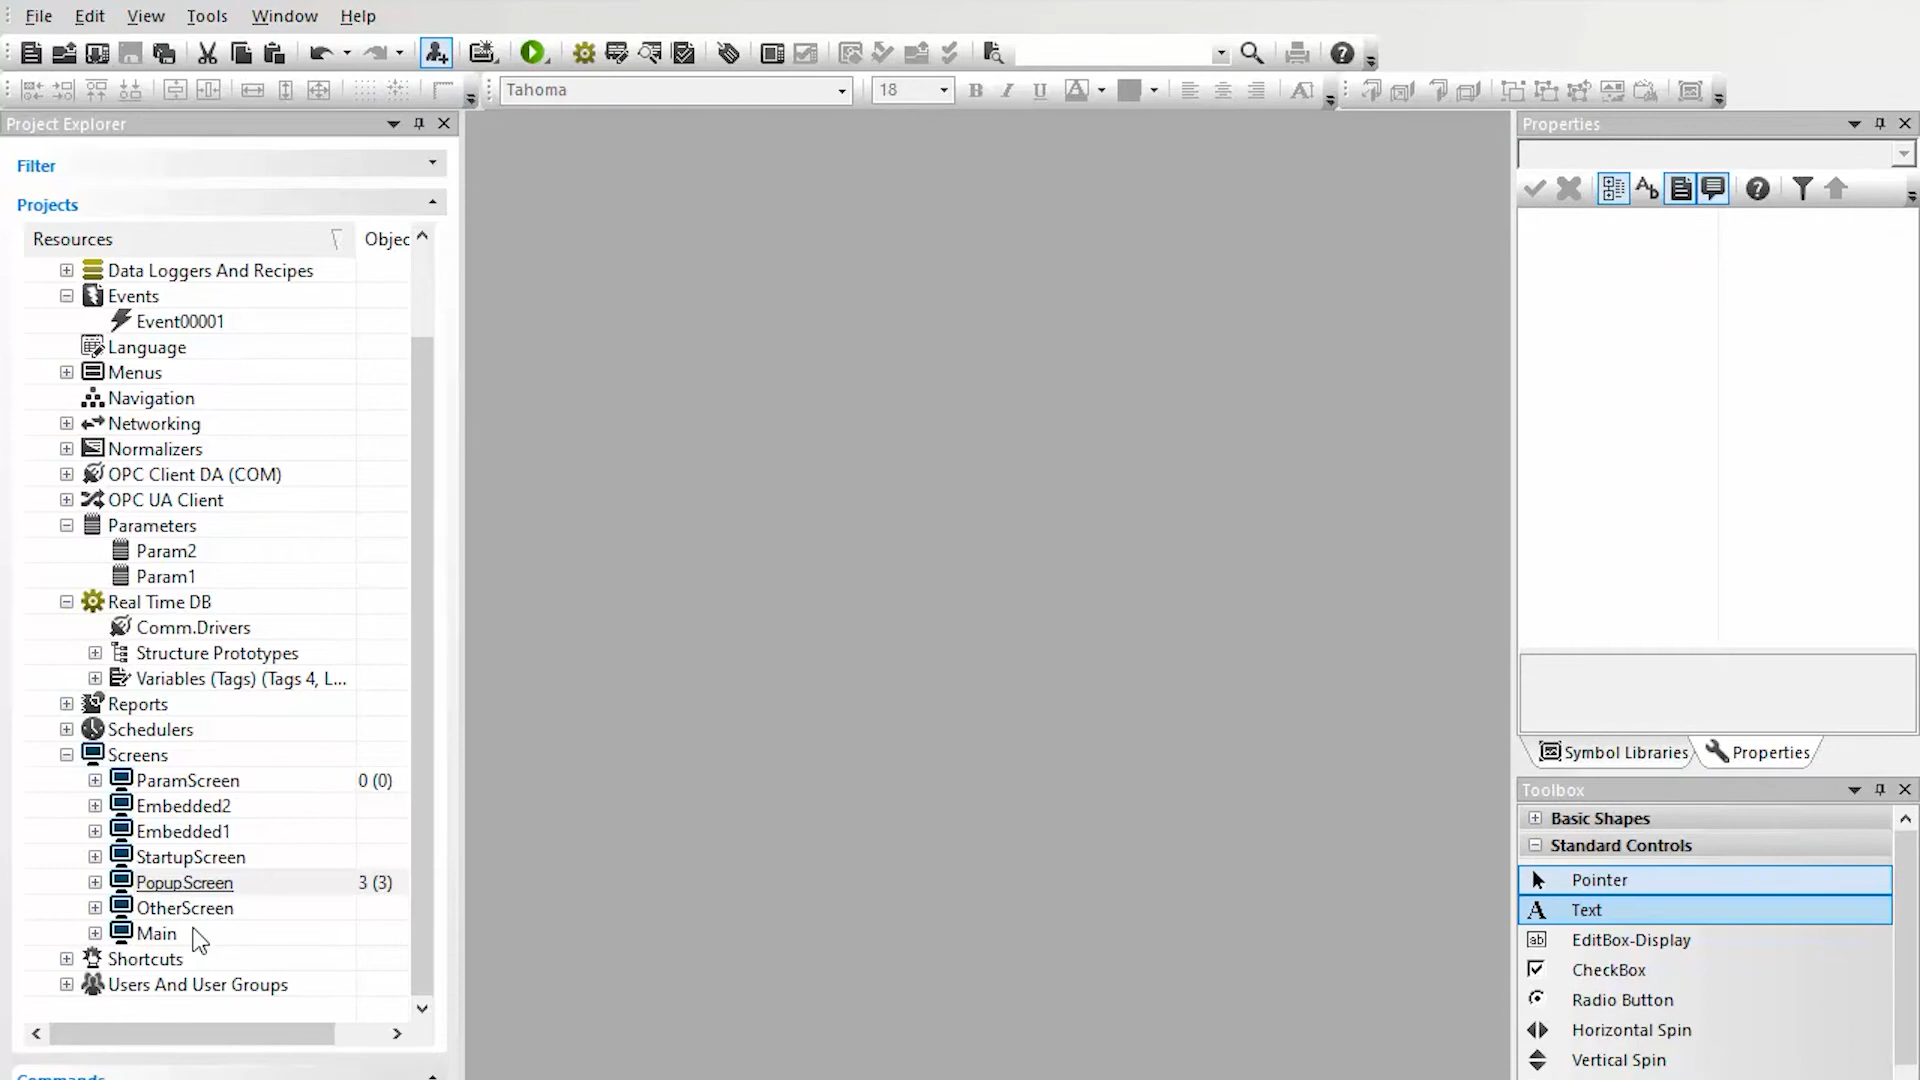 File Edit View Tools Window Help
Tahoma 18 B I U A
Project Explorer
Filter
Projects
Resources Objec
Data Loggers And Recipes
Events
Event00001
Language
Menus
Navigation
Networking
Normalizers
OPC Client DA (COM)
OPC UA Client
Parameters
Param2
Param1
Real Time DB
Comm.Drivers
Structure Prototypes
Variables (Tags) (Tags 4, L...
Reports
Schedulers
Screens
ParamScreen 0 (0)
Embedded2
Embedded1
StartupScreen
PopupScreen 3 (3)
OtherScreen
Main
Shortcuts
Users And User Groups
Commands
Properties
Symbol Libraries Properties
Toolbox
Basic Shapes
Standard Controls
Pointer
A Text
ab EditBox-Display
CheckBox
Radio Button
Horizontal Spin
Vertical Spin